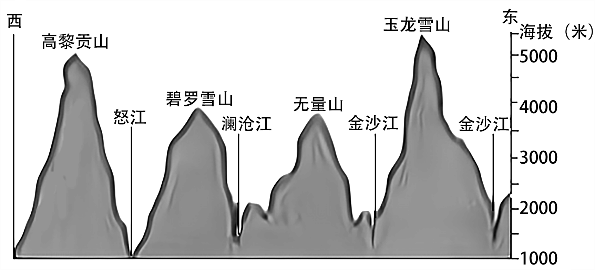 西
东
海拔（米）
高黎贡山
怒江
碧罗雪山
澜沧江
无量山
金沙江
玉龙雪山
金沙江
5000
4000
3000
2000
1000